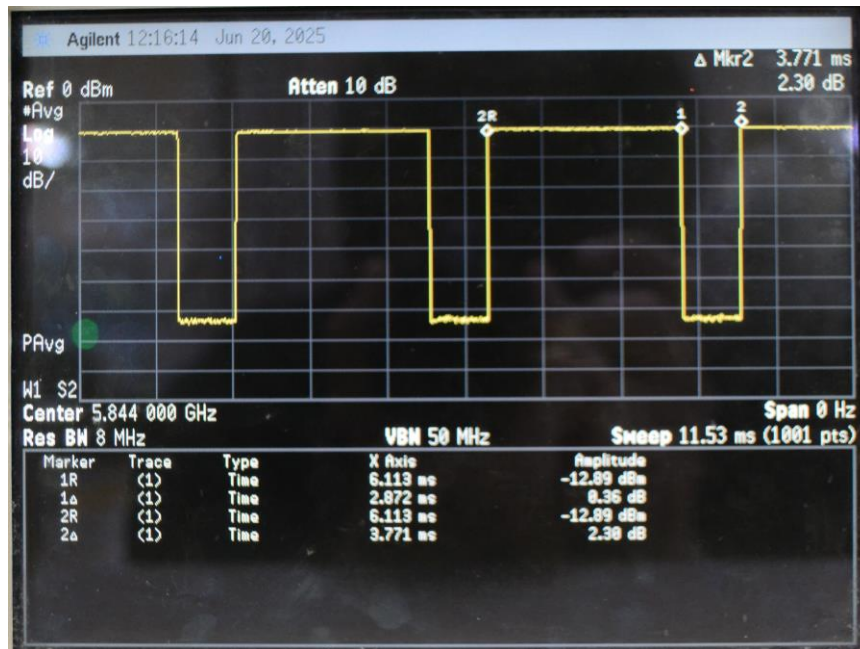 Agilent 12:16:14 Jun 20, 2025
Δ Mkr2 3.771 ms
Ref 0 dBm Atten 10 dB 2.30 dB
#Avg
Log
10
dB/
2R 1 2
PAvg
W1 S2
Center 5.844 000 GHz Span 0 Hz
Res BW 8 MHz VBW 50 MHz Sweep 11.53 ms (1001 pts)
Marker Trace Type X Axis Amplitude
1R (1) Time 6.113 ms -12.89 dBm
1Δ (1) Time 2.872 ms 0.36 dB
2R (1) Time 6.113 ms -12.89 dBm
2Δ (1) Time 3.771 ms 2.30 dB